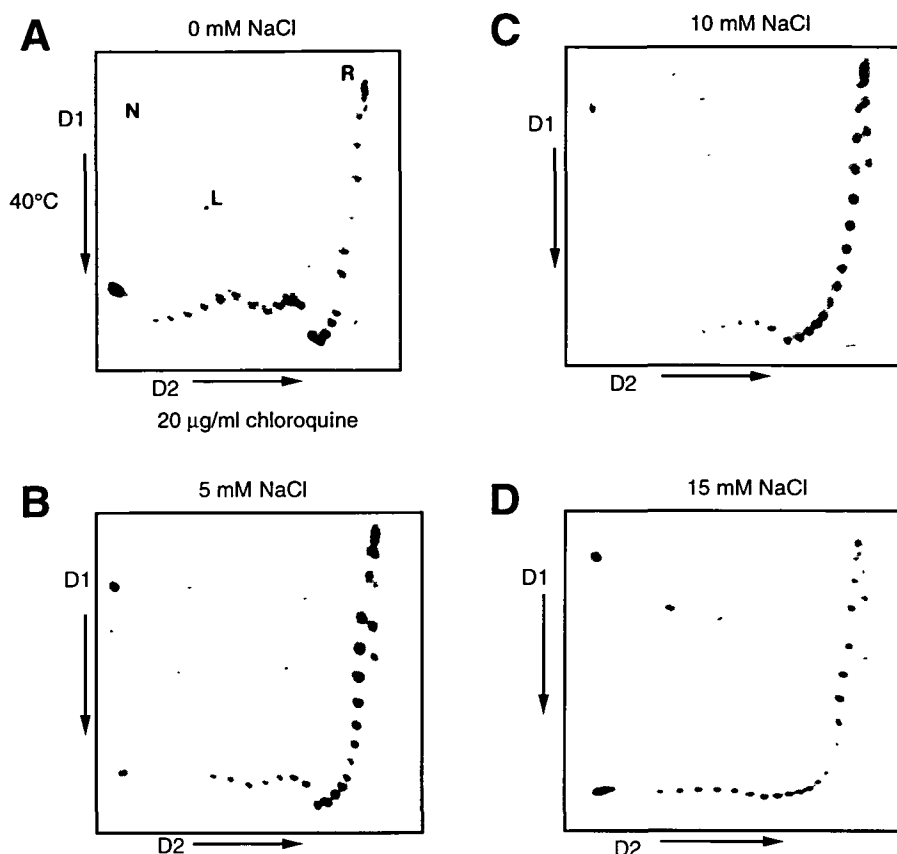 A
0 mM NaCl
N
R
D1
40°C
L
D2
20 µg/ml chloroquine
B
5 mM NaCl
D1
D2
C
10 mM NaCl
D1
D2
D
15 mM NaCl
D1
D2